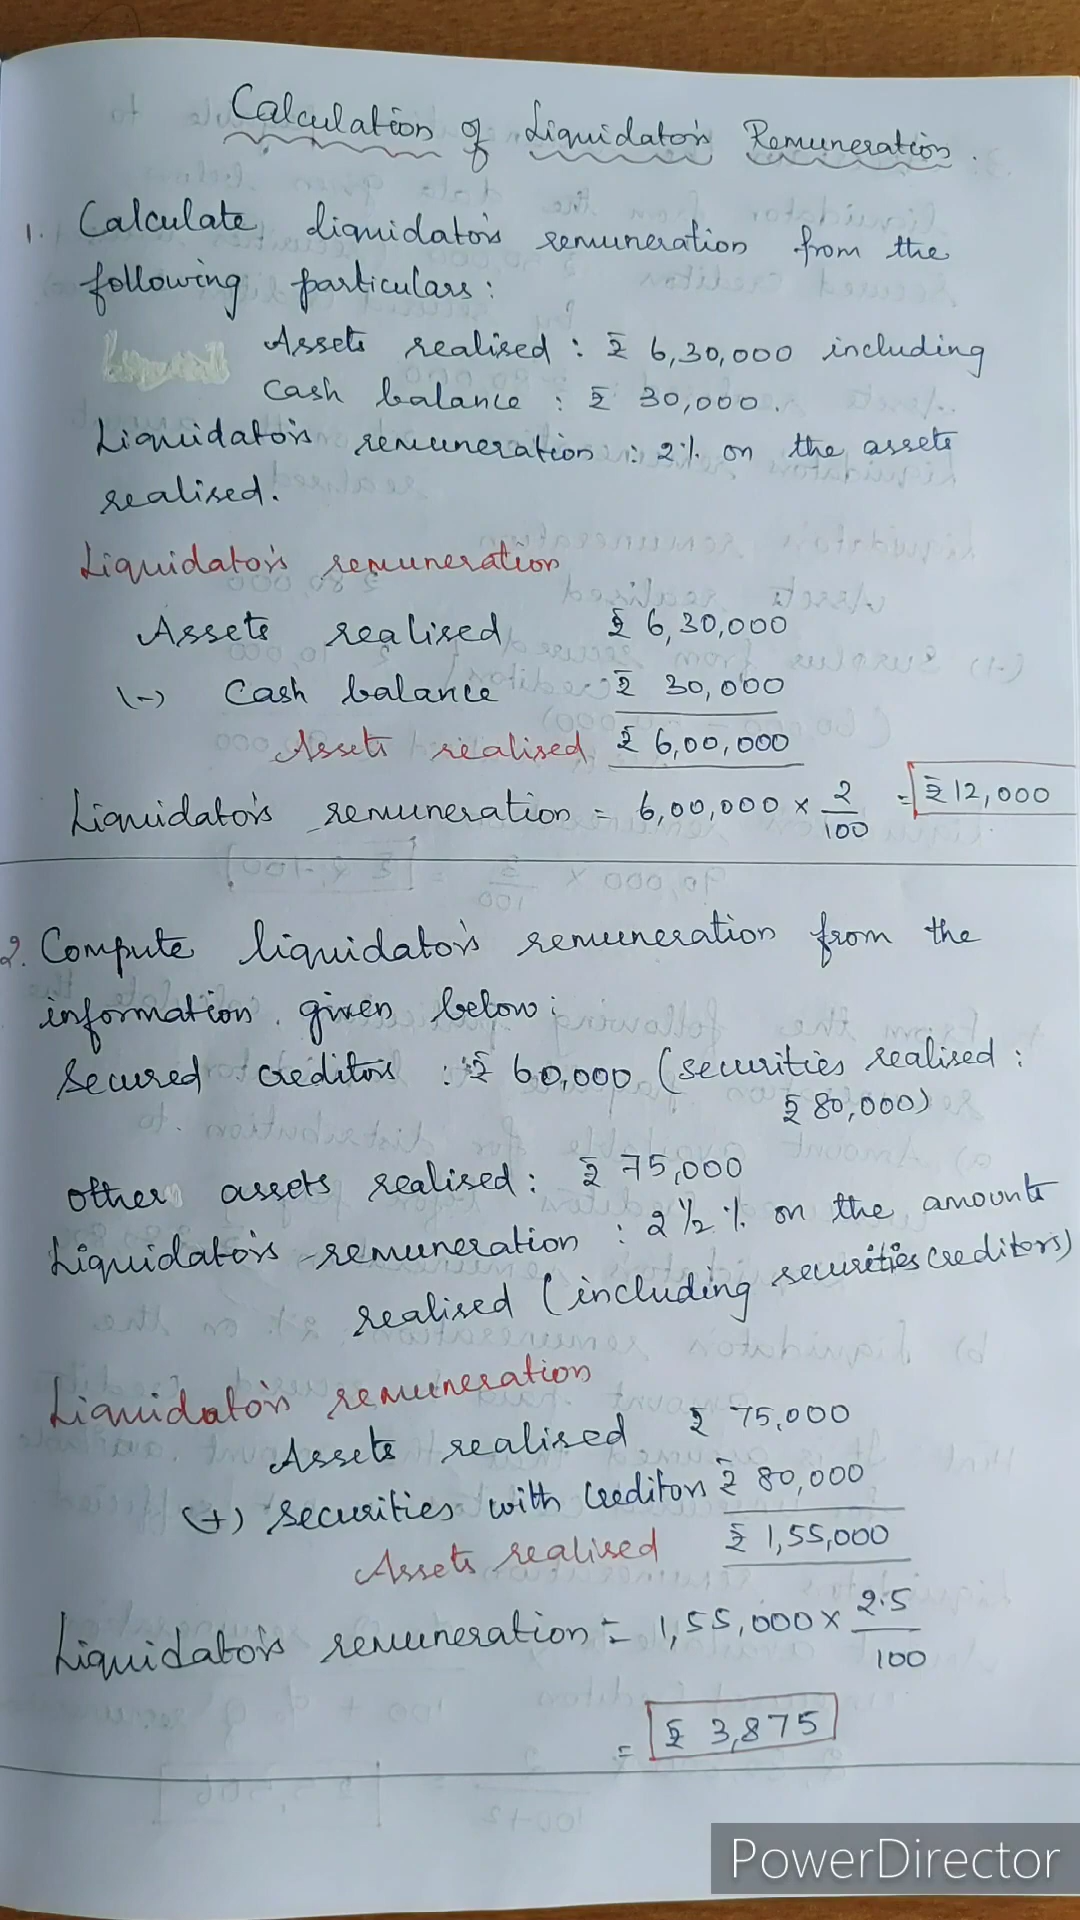 Calculation of Liquidator's Remuneration.
1. Calculate liquidator's remuneration from the
following particulars:
Assets realised : ₹ 6,30,000 including
Cash balance : ₹ 30,000.
Liquidator's remuneration : 2% on the assets
realised.
Liquidator's remuneration
Assets realised ₹ 6,30,000
(-) Cash balance ₹ 30,000
Assets realised ₹ 6,00,000
Liquidator's remuneration = 6,00,000 × 2/100 = ₹ 12,000
2. Compute liquidator's remuneration from the
information given below:
Secured creditors : ₹ 60,000 (securities realised :
₹ 80,000)
Other assets realised : ₹ 75,000
Liquidator's remuneration : 2 1/2 % on the amounts
realised (including securities creditors)
Liquidator's remuneration
Assets realised ₹ 75,000
(+) Securities with creditors ₹ 80,000
Assets realised ₹ 1,55,000
Liquidator's remuneration = 1,55,000 × 2.5/100
= ₹ 3,875
PowerDirector